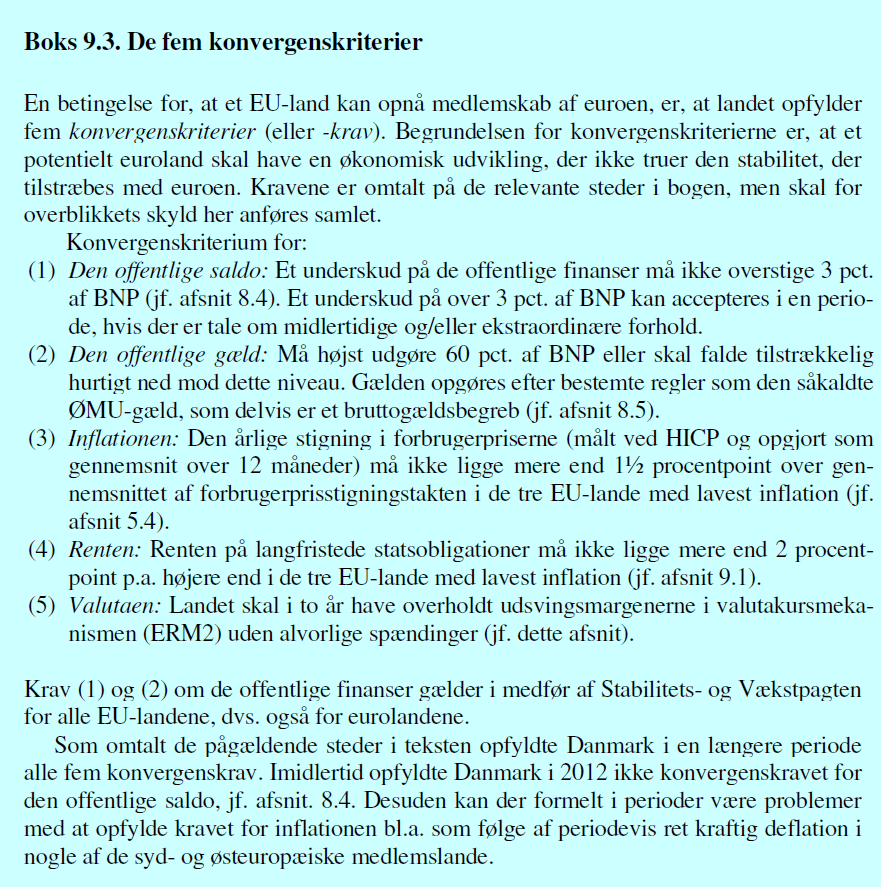 Boks 9.3. De fem konvergenskriterier
En betingelse for, at et EU-land kan opnå medlemskab af euroen, er, at landet opfylder
fem konvergenskriterier (eller -krav). Begrundelsen for konvergenskriterierne er, at et
potentielt euroland skal have en økonomisk udvikling, der ikke truer den stabilitet, der
tilstræbes med euroen. Kravene er omtalt på de relevante steder i bogen, men skal for
overblikkets skyld her anføres samlet.
Konvergenskriterium for:
(1) Den offentlige saldo: Et underskud på de offentlige finanser må ikke overstige 3 pct.
af BNP (jf. afsnit 8.4). Et underskud på over 3 pct. af BNP kan accepteres i en perio-
de, hvis der er tale om midlertidige og/eller ekstraordinære forhold.
(2) Den offentlige gæld: Må højst udgøre 60 pct. af BNP eller skal falde tilstrækkelig
hurtigt ned mod dette niveau. Gælden opgøres efter bestemte regler som den såkaldte
ØMU-gæld, som delvis er et bruttogældsbegreb (jf. afsnit 8.5).
(3) Inflationen: Den årlige stigning i forbrugerpriserne (målt ved HICP og opgjort som
gennemsnit over 12 måneder) må ikke ligge mere end 1½ procentpoint over gen-
nemsnittet af forbrugerprisstigningstakten i de tre EU-lande med lavest inflation (jf.
afsnit 5.4).
(4) Renten: Renten på langfristede statsobligationer må ikke ligge mere end 2 procent-
point p.a. højere end i de tre EU-lande med lavest inflation (jf. afsnit 9.1).
(5) Valutaen: Landet skal i to år have overholdt udsvingsmargenerne i valutakursmeka-
nismen (ERM2) uden alvorlige spændinger (jf. dette afsnit).
Krav (1) og (2) om de offentlige finanser gælder i medfør af Stabilitets- og Vækstpagten
for alle EU-landene, dvs. også for eurolandene.
Som omtalt de pågældende steder i teksten opfyldte Danmark i en længere periode
alle fem konvergenskrav. Imidlertid opfyldte Danmark i 2012 ikke konvergenskravet for
den offentlige saldo, jf. afsnit. 8.4. Desuden kan der formelt i perioder være problemer
med at opfylde kravet for inflationen bl.a. som følge af periodevis ret kraftig deflation i
nogle af de syd- og østeuropæiske medlemslande.